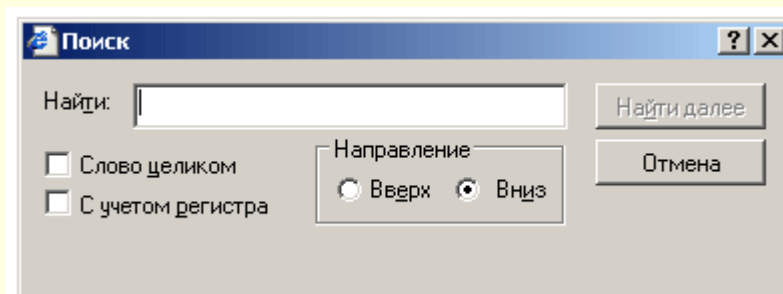 Поиск
Найти:
Найти далее
Слово целиком
Направление
Отмена
Вверх Вниз
С учетом регистра